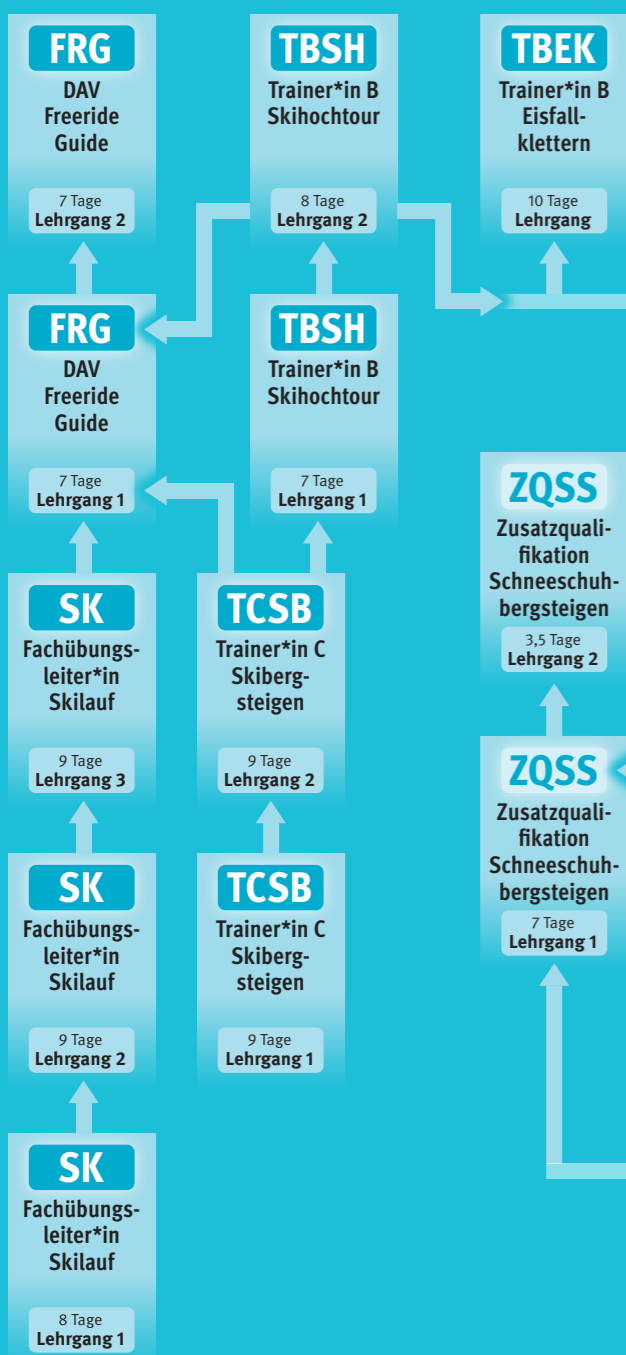 FRG
DAV
Freeride
Guide
7 Tage
Lehrgang 2
TBSH
Trainer*in B
Skihochtour
8 Tage
Lehrgang 2
TBEK
Trainer*in B
Eisfall-
klettern
10 Tage
Lehrgang
FRG
DAV
Freeride
Guide
7 Tage
Lehrgang 1
TBSH
Trainer*in B
Skihochtour
7 Tage
Lehrgang 1
ZQSS
Zusatzquali-
fikation
Schneeschuh-
bergsteigen
3,5 Tage
Lehrgang 2
SK
Fachübungs-
leiter*in
Skilauf
9 Tage
Lehrgang 3
TCSB
Trainer*in C
Skiberg-
steigen
9 Tage
Lehrgang 2
ZQSS
Zusatzquali-
fikation
Schneeschuh-
bergsteigen
7 Tage
Lehrgang 1
SK
Fachübungs-
leiter*in
Skilauf
9 Tage
Lehrgang 2
TCSB
Trainer*in C
Skiberg-
steigen
9 Tage
Lehrgang 1
SK
Fachübungs-
leiter*in
Skilauf
8 Tage
Lehrgang 1